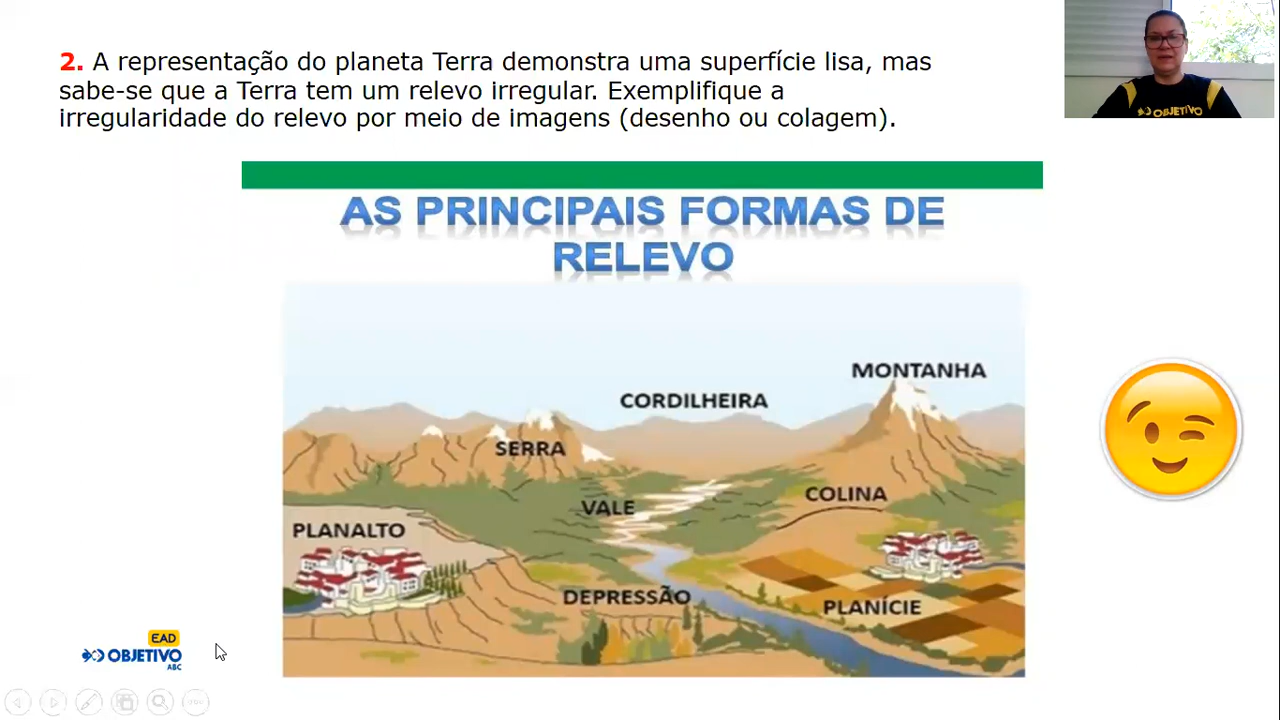 2. A representação do planeta Terra demonstra uma superfície lisa, mas
sabe-se que a Terra tem um relevo irregular. Exemplifique a
irregularidade do relevo por meio de imagens (desenho ou colagem).
OBJETIVO
AS PRINCIPAIS FORMAS DE
RELEVO
MONTANHA
CORDILHEIRA
SERRA
COLINA
VALE
PLANALTO
DEPRESSÃO
PLANÍCIE
EAD
OBJETIVO
ABC